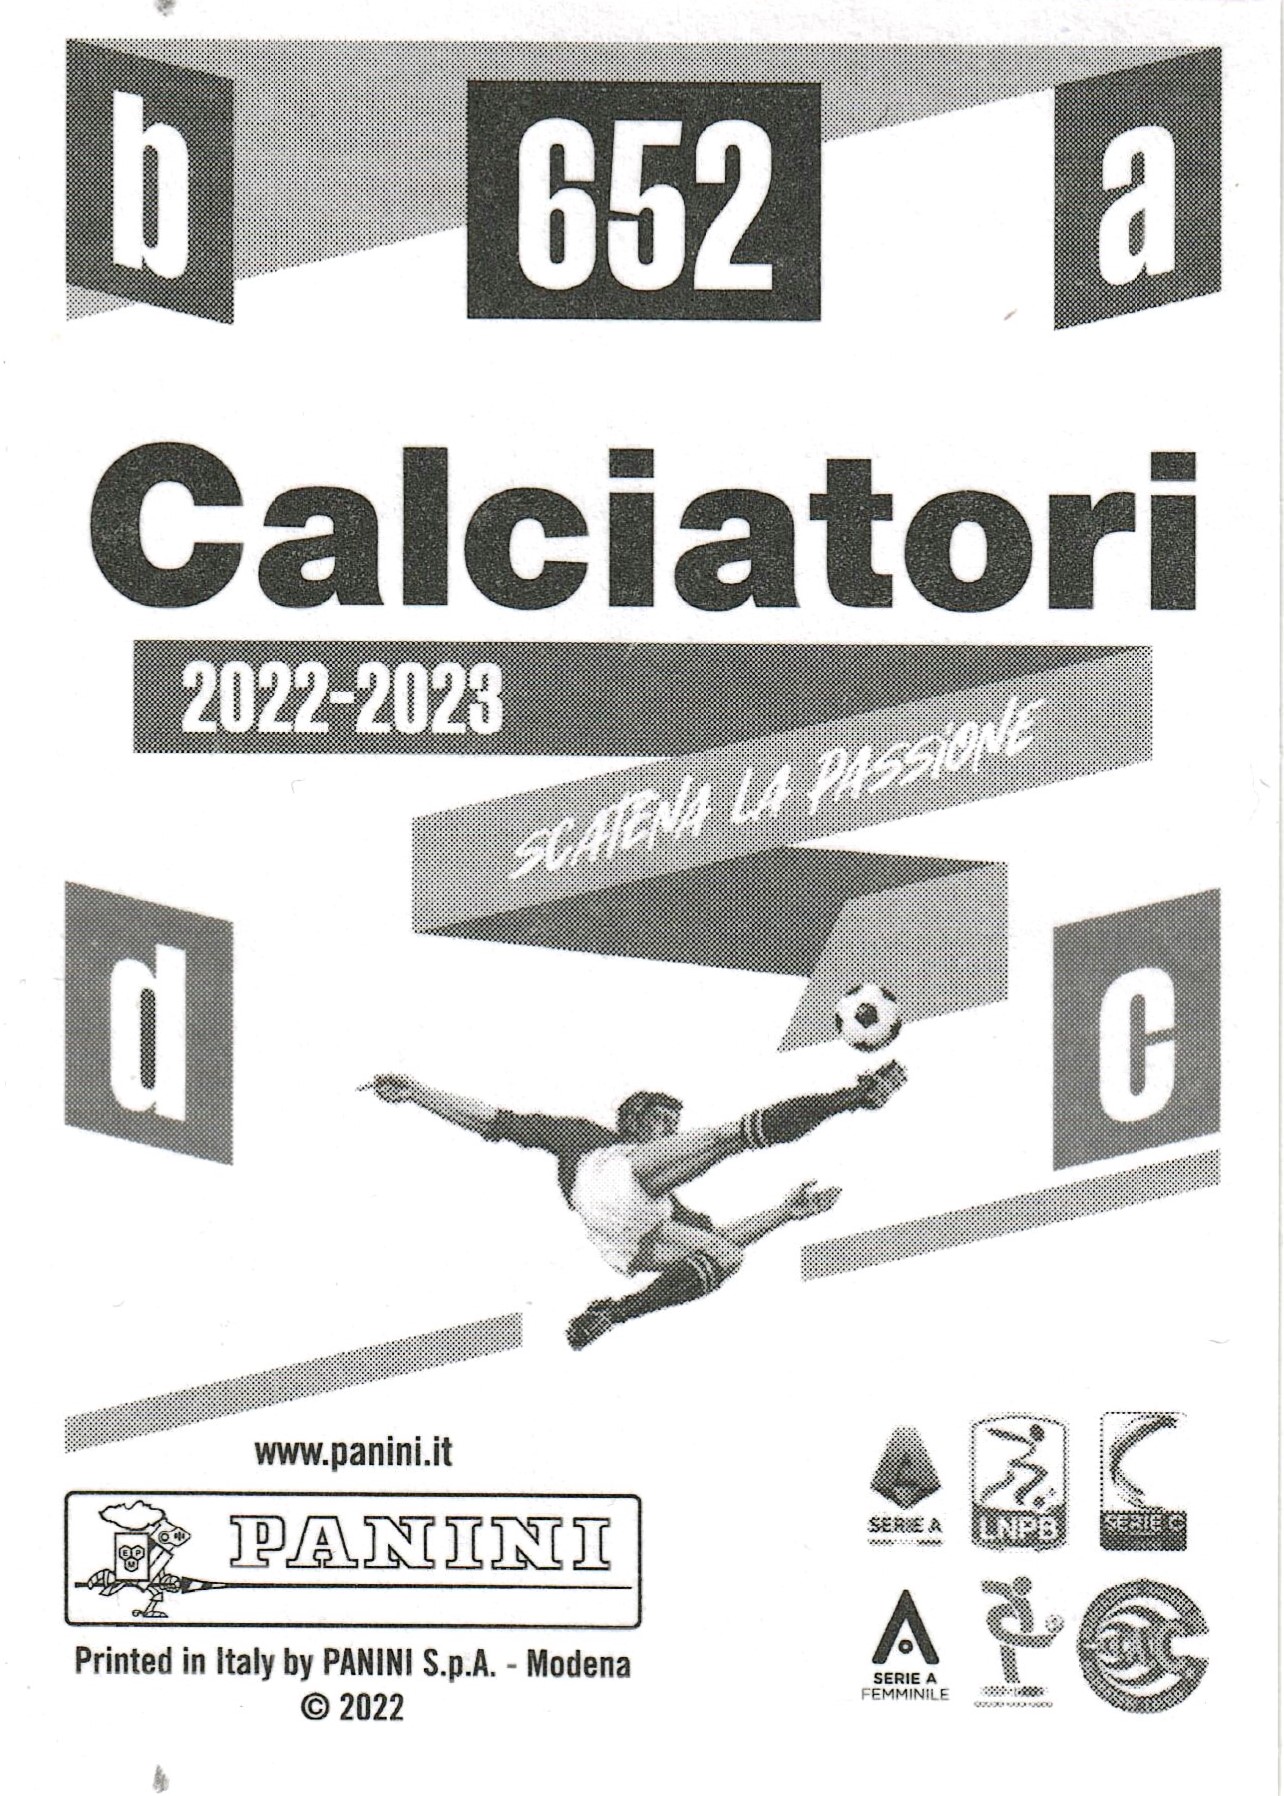 b
652
a
Calciatori
2022-2023
SCATENA LA PASSIONE
d
c
www.panini.it
PANINI
Printed in Italy by PANINI S.p.A. - Modena
© 2022
SERIE A
LNPB
SERIE C
SERIE A
FEMMINILE